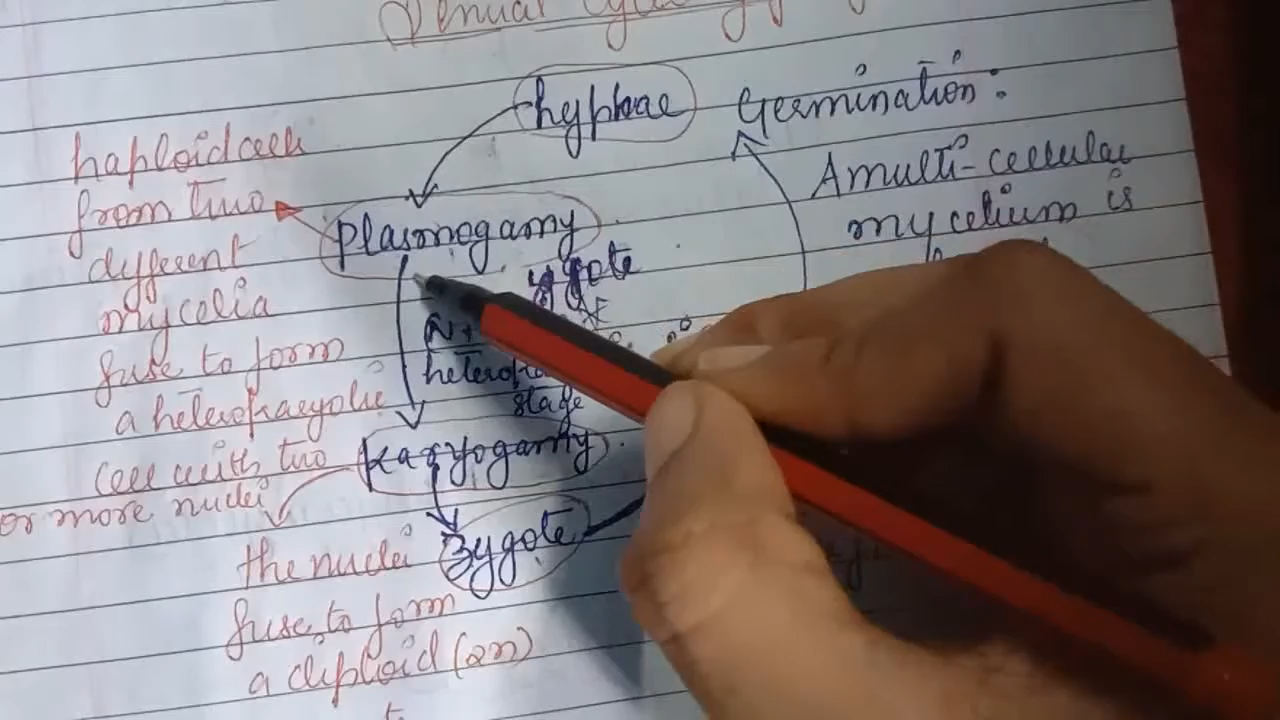 hyphae
Germination:
haploid cells
from two
different
mycelia
fuse to form
a heterokaryotic
cell with two
or more nuclei
Plasmogamy
A multi-cellular
mycelium is
ygote
N+
stage
Karyogamy
Zygote
the nuclei
fuse, to form
a diploid (2n)